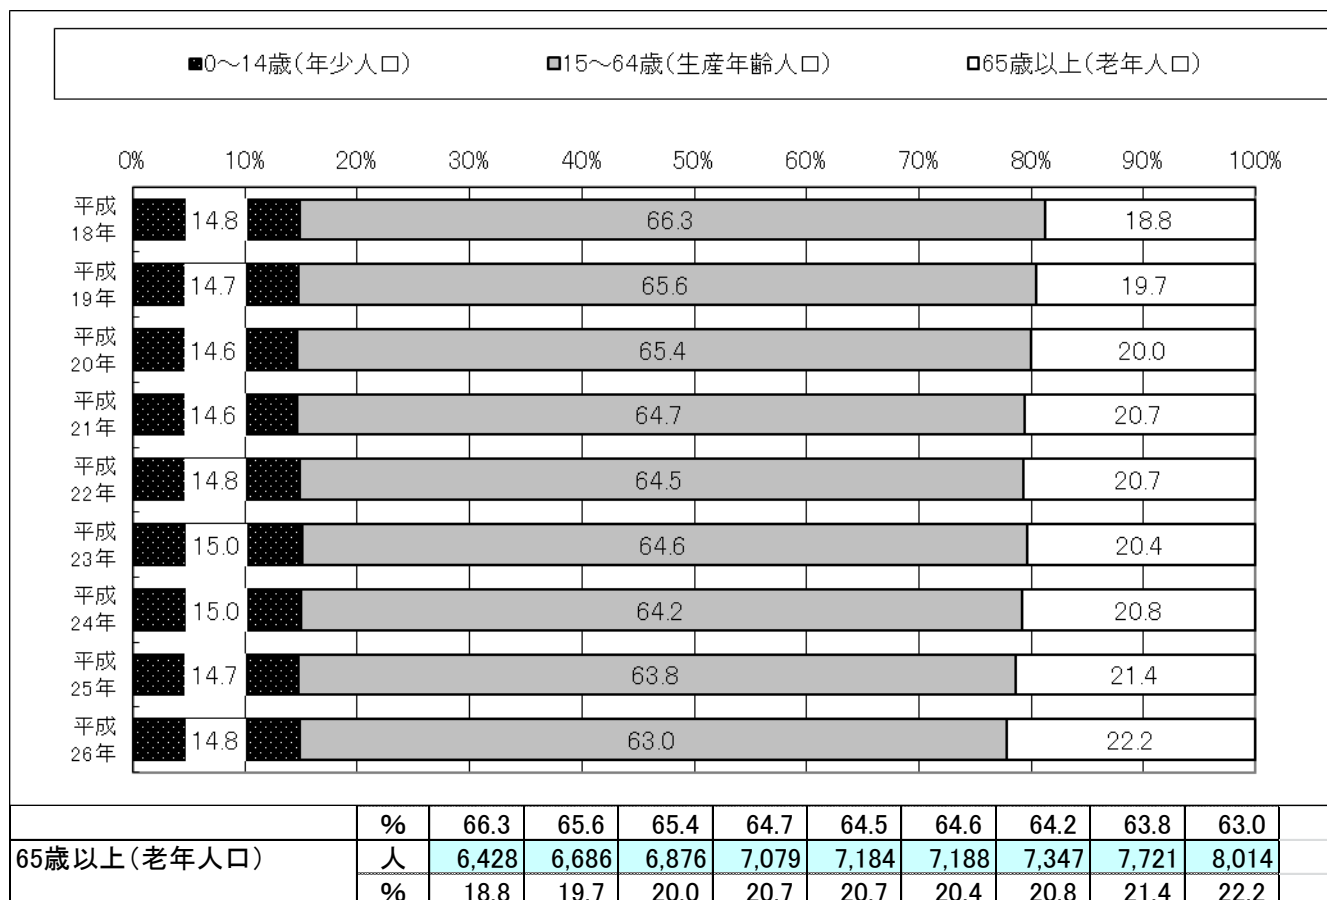 ■0～14歳(年少人口) ■15～64歳(生産年齢人口) □65歳以上(老年人口)
0% 10% 20% 30% 40% 50% 60% 70% 80% 90% 100%
平成
18年 14.8 66.3 18.8
平成
19年 14.7 65.6 19.7
平成
20年 14.6 65.4 20.0
平成
21年 14.6 64.7 20.7
平成
22年 14.8 64.5 20.7
平成
23年 15.0 64.6 20.4
平成
24年 15.0 64.2 20.8
平成
25年 14.7 63.8 21.4
平成
26年 14.8 63.0 22.2
% 66.3 65.6 65.4 64.7 64.5 64.6 64.2 63.8 63.0
65歳以上(老年人口) 人 6,428 6,686 6,876 7,079 7,184 7,188 7,347 7,721 8,014
% 18.8 19.7 20.0 20.7 20.7 20.4 20.8 21.4 22.2